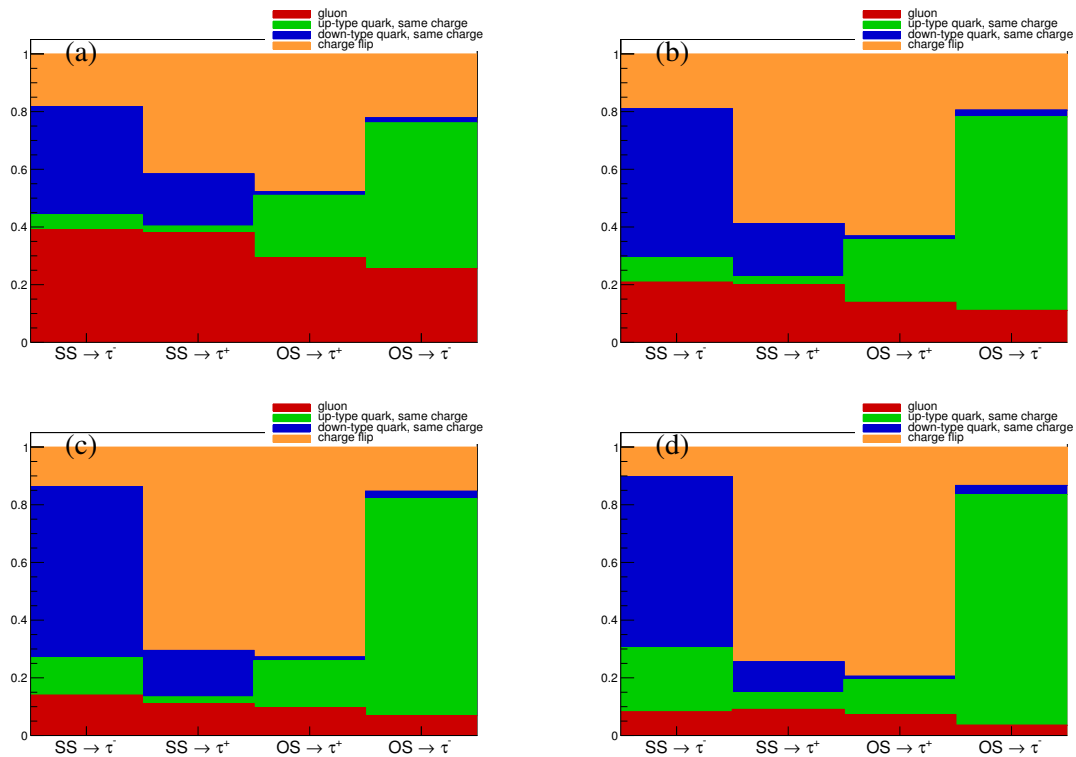 gluon
up-type quark, same charge
down-type quark, same charge
charge flip
(a)
1
0.8
0.6
0.4
0.2
0
SS → τ⁻ SS → τ⁺ OS → τ⁺ OS → τ⁻
gluon
up-type quark, same charge
down-type quark, same charge
charge flip
(b)
1
0.8
0.6
0.4
0.2
0
SS → τ⁻ SS → τ⁺ OS → τ⁺ OS → τ⁻
gluon
up-type quark, same charge
down-type quark, same charge
charge flip
(c)
1
0.8
0.6
0.4
0.2
0
SS → τ⁻ SS → τ⁺ OS → τ⁺ OS → τ⁻
gluon
up-type quark, same charge
down-type quark, same charge
charge flip
(d)
1
0.8
0.6
0.4
0.2
0
SS → τ⁻ SS → τ⁺ OS → τ⁺ OS → τ⁻